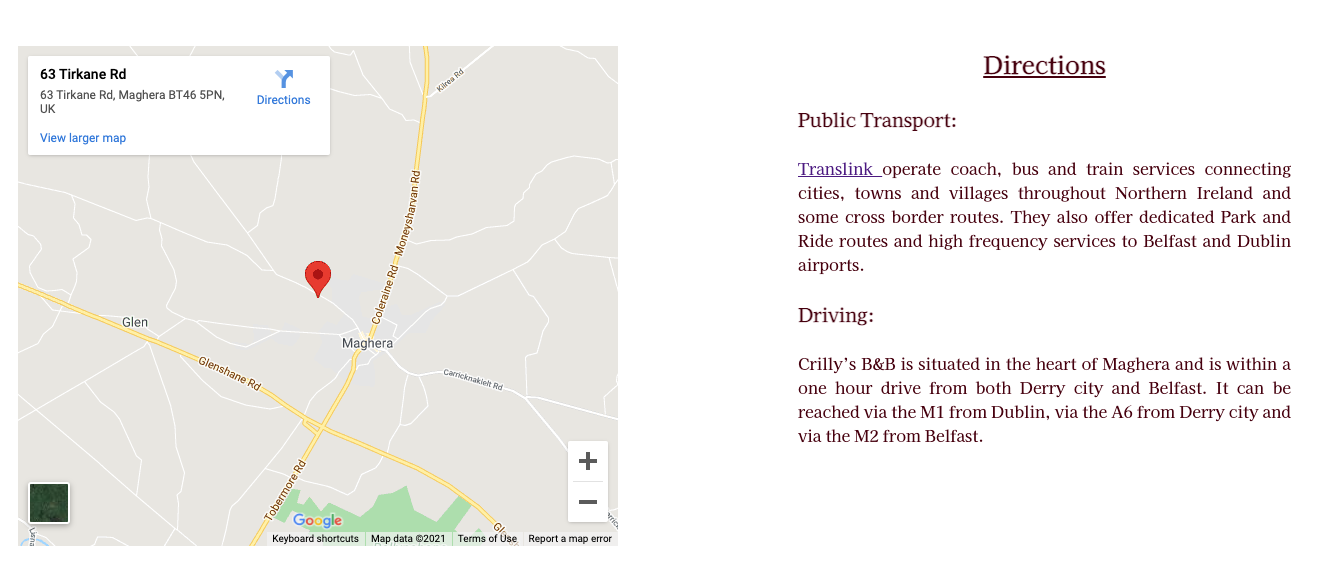 63 Tirkane Rd
63 Tirkane Rd, Maghera BT46 5PN,
UK
Directions
View larger map
Kilrea Rd
Coleraine Rd
Moneysharvan Rd
Glen
Maghera
Glenshane Rd
Carricknakielt Rd
Tobermore Rd
Google
Keyboard shortcuts
Map data ©2021
Terms of Use
Report a map error
Directions
Public Transport:
Translink operate coach, bus and train services connecting
cities, towns and villages throughout Northern Ireland and
some cross border routes. They also offer dedicated Park and
Ride routes and high frequency services to Belfast and Dublin
airports.
Driving:
Crilly's B&B is situated in the heart of Maghera and is within a
one hour drive from both Derry city and Belfast. It can be
reached via the M1 from Dublin, via the A6 from Derry city and
via the M2 from Belfast.